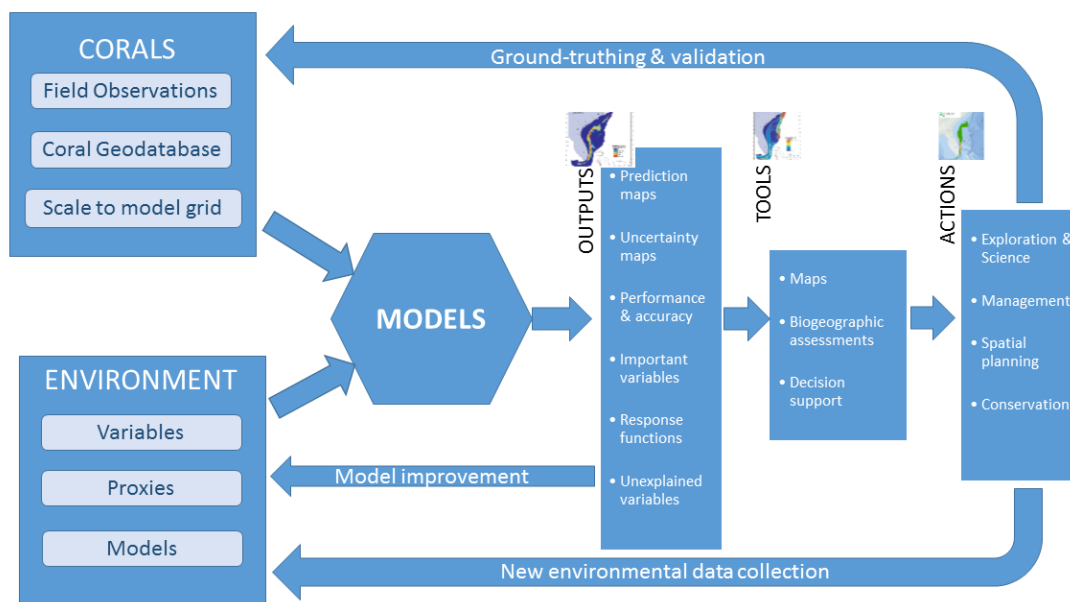 CORALS
Field Observations
Coral Geodatabase
Scale to model grid
ENVIRONMENT
Variables
Proxies
Models
MODELS
Ground-truthing & validation
OUTPUTS
• Prediction
maps
• Uncertainty
maps
• Performance
& accuracy
• Important
variables
• Response
functions
• Unexplained
variables
TOOLS
• Maps
• Biogeographic
assessments
• Decision
support
ACTIONS
• Exploration &
Science
• Management
• Spatial
planning
• Conservation
Model improvement
New environmental data collection